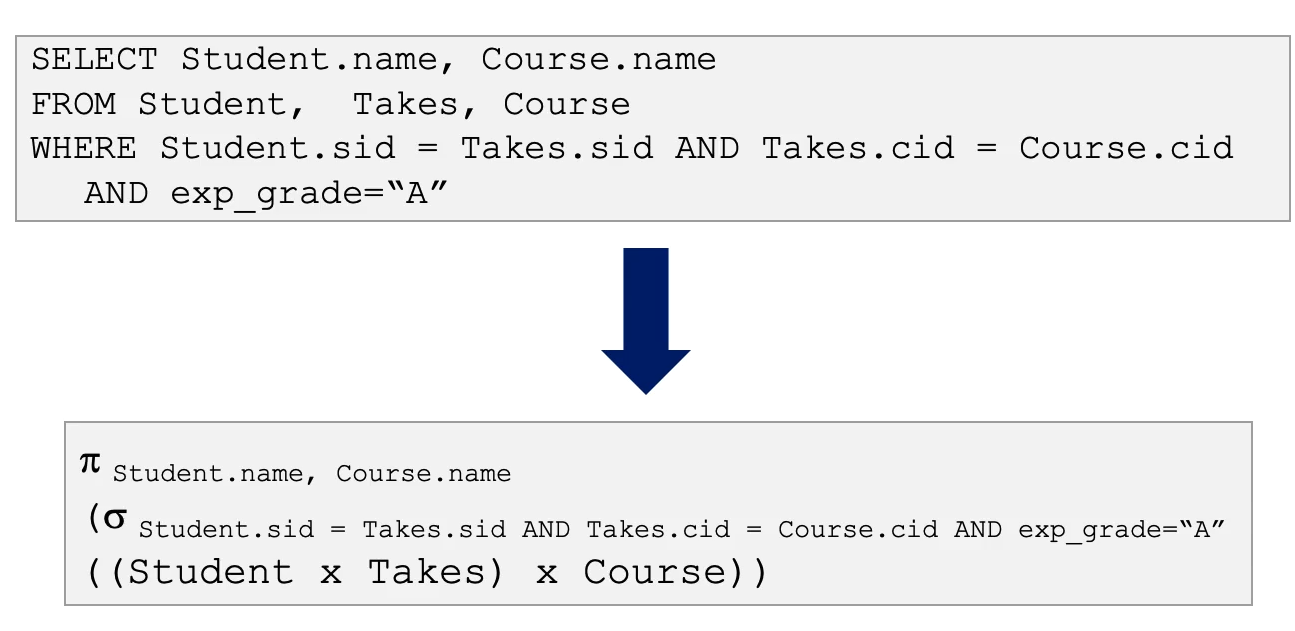 SELECT Student.name, Course.name
FROM Student,  Takes, Course
WHERE Student.sid = Takes.sid AND Takes.cid = Course.cid
AND exp_grade=“A”
π Student.name, Course.name
(σ Student.sid = Takes.sid AND Takes.cid = Course.cid AND exp_grade=“A”
((Student x Takes) x Course))